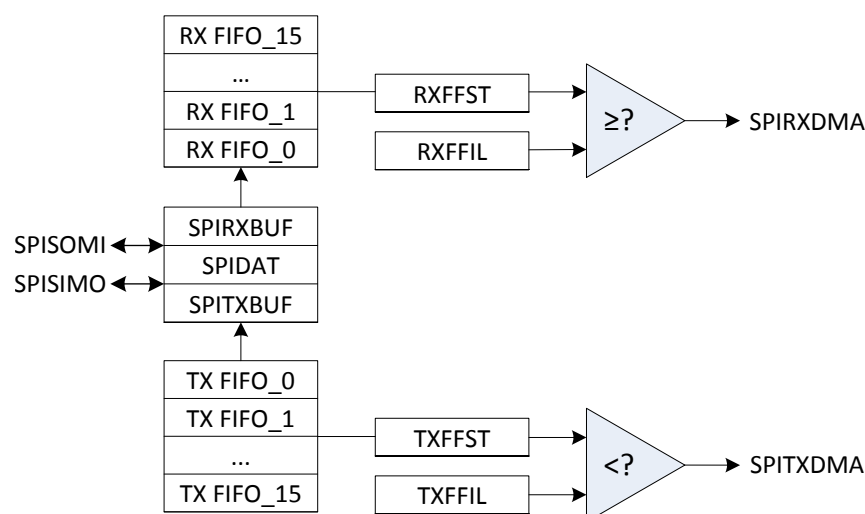 RX FIFO_15
...
RX FIFO_1
RX FIFO_0
RXFFST
RXFFIL
≥?
SPIRXDMA
SPISOMI
SPISIMO
SPIRXBUF
SPIDAT
SPITXBUF
TX FIFO_0
TX FIFO_1
...
TX FIFO_15
TXFFST
TXFFIL
<?
SPITXDMA